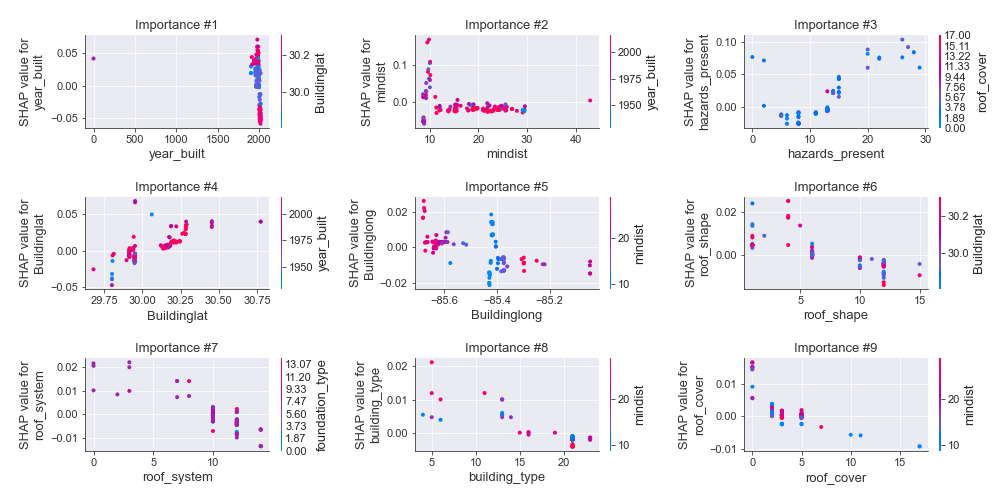 Importance #1
SHAP value for
year_built
0.05
0.00
−0.05
0
500
1000
1500
2000
year_built
30.2
30.0
Buildinglat
Importance #2
SHAP value for
mindist
0.1
0.0
10
20
30
40
mindist
2000
1975
1950
year_built
Importance #3
SHAP value for
hazards_present
0.10
0.05
0.00
0
10
20
30
hazards_present
17.00
15.11
13.22
11.33
9.44
7.56
5.67
3.78
1.89
0.00
roof_cover
Importance #4
SHAP value for
Buildinglat
0.05
0.00
−0.05
29.75
30.00
30.25
30.50
30.75
Buildinglat
2000
1975
1950
year_built
Importance #5
SHAP value for
Buildinglong
0.02
0.00
−0.02
−85.6
−85.4
−85.2
Buildinglong
20
10
mindist
Importance #6
SHAP value for
roof_shape
0.02
0.00
5
10
15
roof_shape
30.2
30.0
Buildinglat
Importance #7
SHAP value for
roof_system
0.02
0.01
0.00
−0.01
0
5
10
roof_system
13.07
11.20
9.33
7.47
5.60
3.73
1.87
0.00
foundation_type
Importance #8
SHAP value for
building_type
0.02
0.01
0.00
5
10
15
20
building_type
20
10
mindist
Importance #9
SHAP value for
roof_cover
0.01
0.00
−0.01
0
5
10
15
roof_cover
20
10
mindist